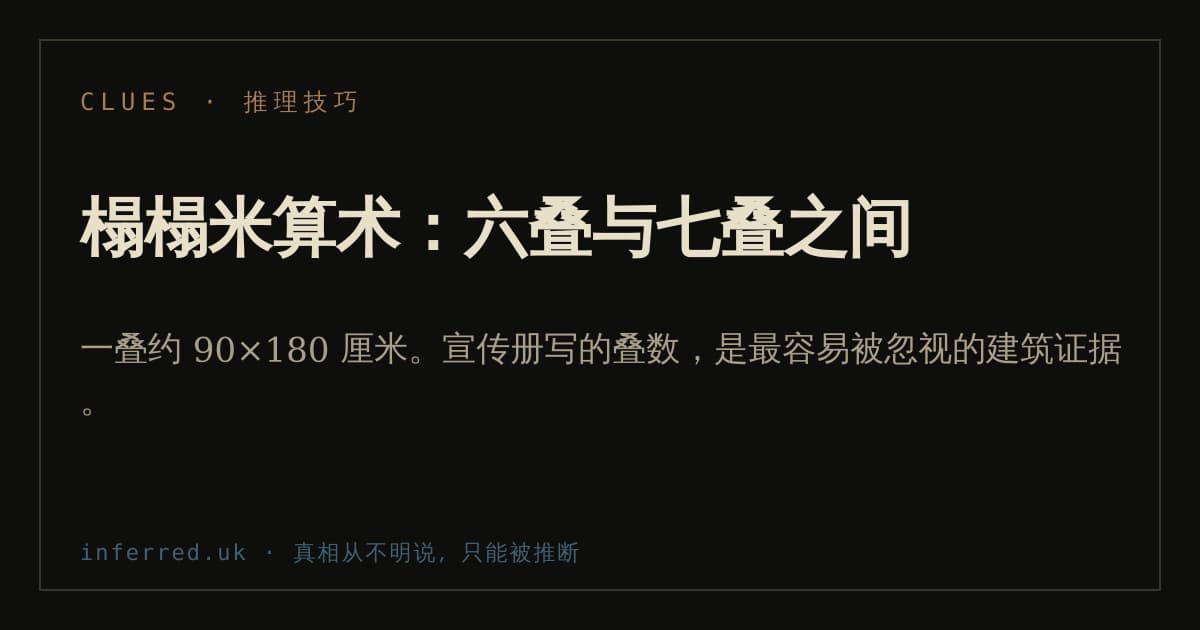 CLUES · 推理技巧
榻榻米算术：六叠与七叠之间
一叠约 90×180 厘米。宣传册写的叠数，是最容易被忽视的建筑证据
。
inferred.uk · 真相从不明说，只能被推断